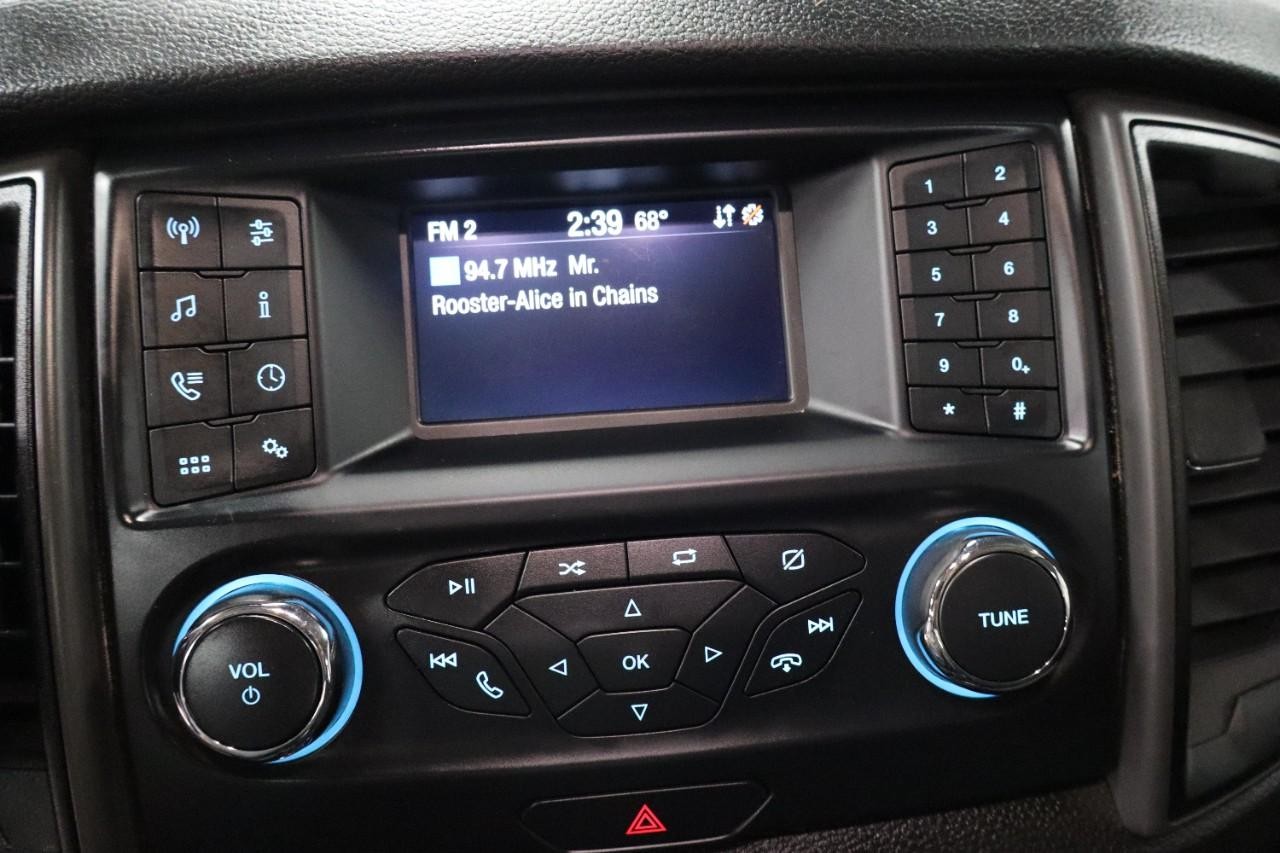 FM 2 2:39 68°
94.7 MHz Mr.
Rooster-Alice in Chains
1 2
3 4
5 6
7 8
9 0+
* #
i
VOL
OK
TUNE